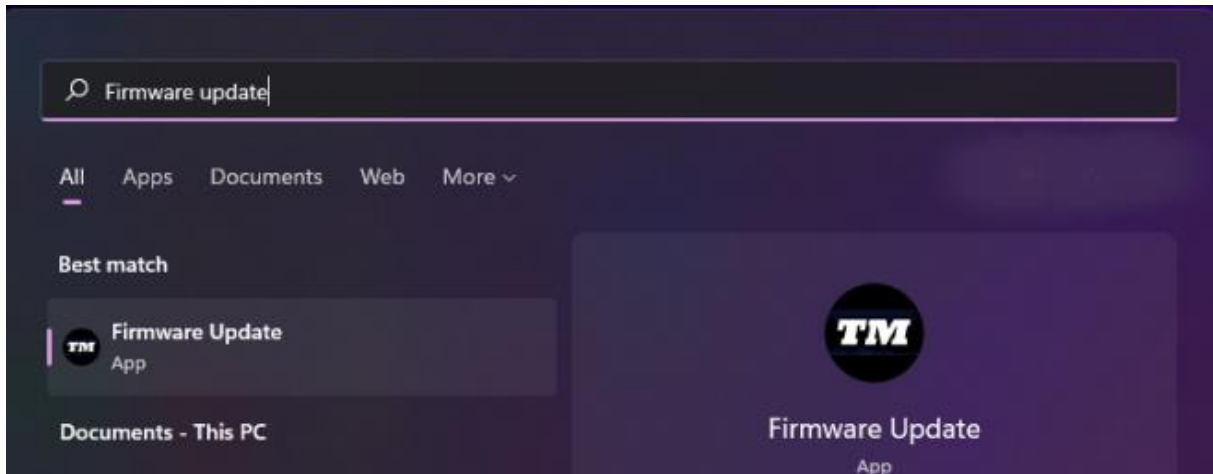 Firmware update
All Apps Documents Web More
Best match
TM
Firmware Update
App
Documents - This PC
TM
Firmware Update
App